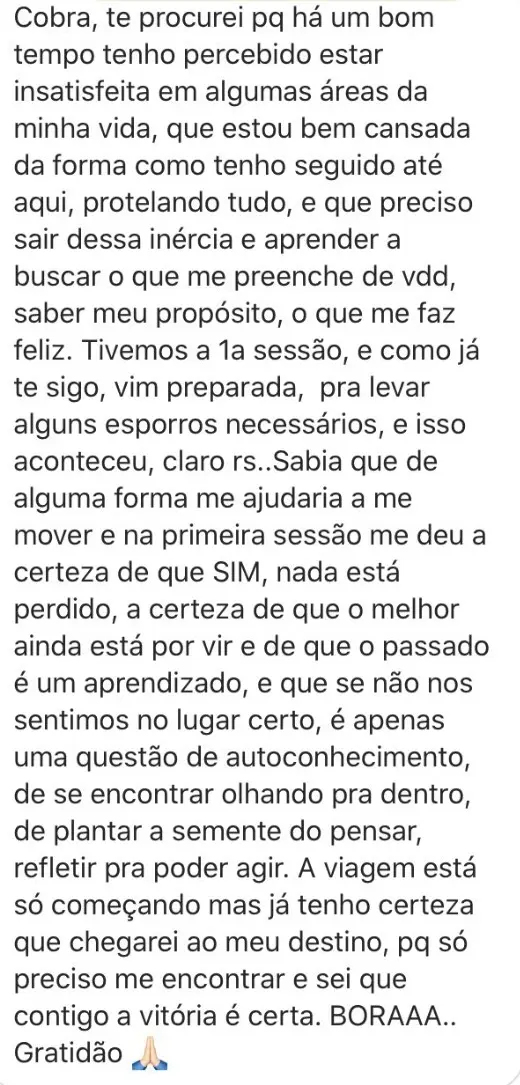 Cobra, te procurei pq há um bom
tempo tenho percebido estar
insatisfeita em algumas áreas da
minha vida, que estou bem cansada
da forma como tenho seguido até
aqui, protelando tudo, e que preciso
sair dessa inércia e aprender a
buscar o que me preenche de vdd,
saber meu propósito, o que me faz
feliz. Tivemos a 1a sessão, e como já
te sigo, vim preparada,  pra levar
alguns esporros necessários, e isso
aconteceu, claro rs..Sabia que de
alguma forma me ajudaria a me
mover e na primeira sessão me deu a
certeza de que SIM, nada está
perdido, a certeza de que o melhor
ainda está por vir e de que o passado
é um aprendizado, e que se não nos
sentimos no lugar certo, é apenas
uma questão de autoconhecimento,
de se encontrar olhando pra dentro,
de plantar a semente do pensar,
refletir pra poder agir. A viagem está
só começando mas já tenho certeza
que chegarei ao meu destino, pq só
preciso me encontrar e sei que
contigo a vitória é certa. BORAAA..
Gratidão 🙏🏻